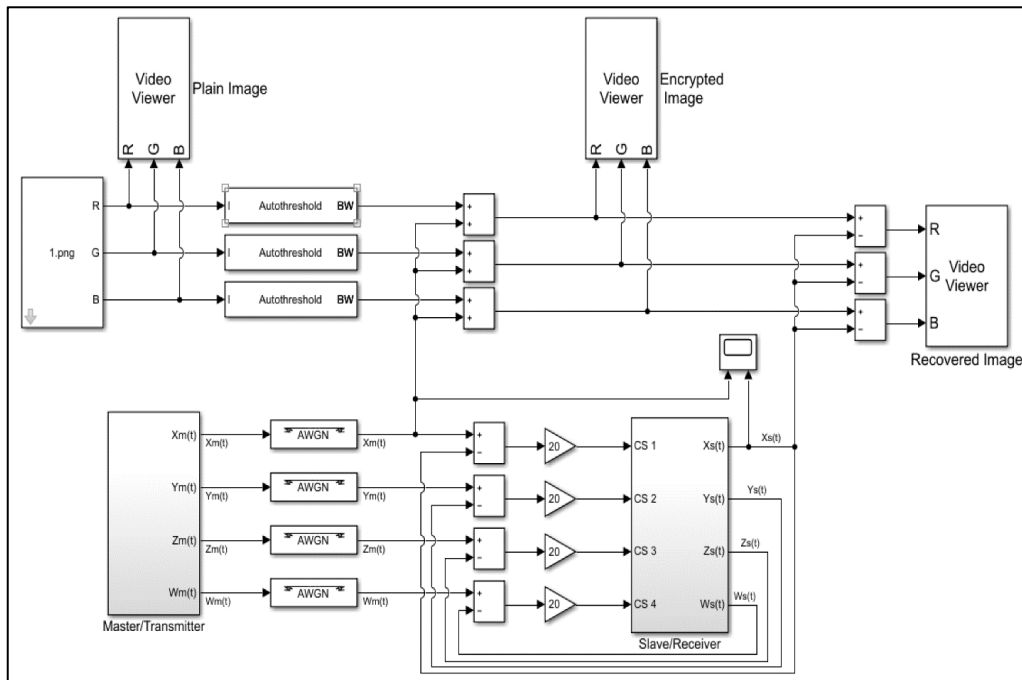 Video
Viewer
Plain Image
R G B
Video
Viewer
Encrypted
Image
R G B
1.png
R
G
B
I Autothreshold BW
I Autothreshold BW
I Autothreshold BW
+
+
+
+
+
+
+
−
+
−
+
−
R
G
B
Video
Viewer
Recovered Image
Xm(t)
Ym(t)
Zm(t)
Wm(t)
Master/Transmitter
Xm(t)
Ym(t)
Zm(t)
Wm(t)
AWGN
AWGN
AWGN
AWGN
Xm(t)
Ym(t)
Zm(t)
Wm(t)
+
−
+
−
+
−
+
−
20
20
20
20
CS 1
CS 2
CS 3
CS 4
Xs(t)
Ys(t)
Zs(t)
Ws(t)
Slave/Receiver
Xs(t)
Ys(t)
Zs(t)
Ws(t)